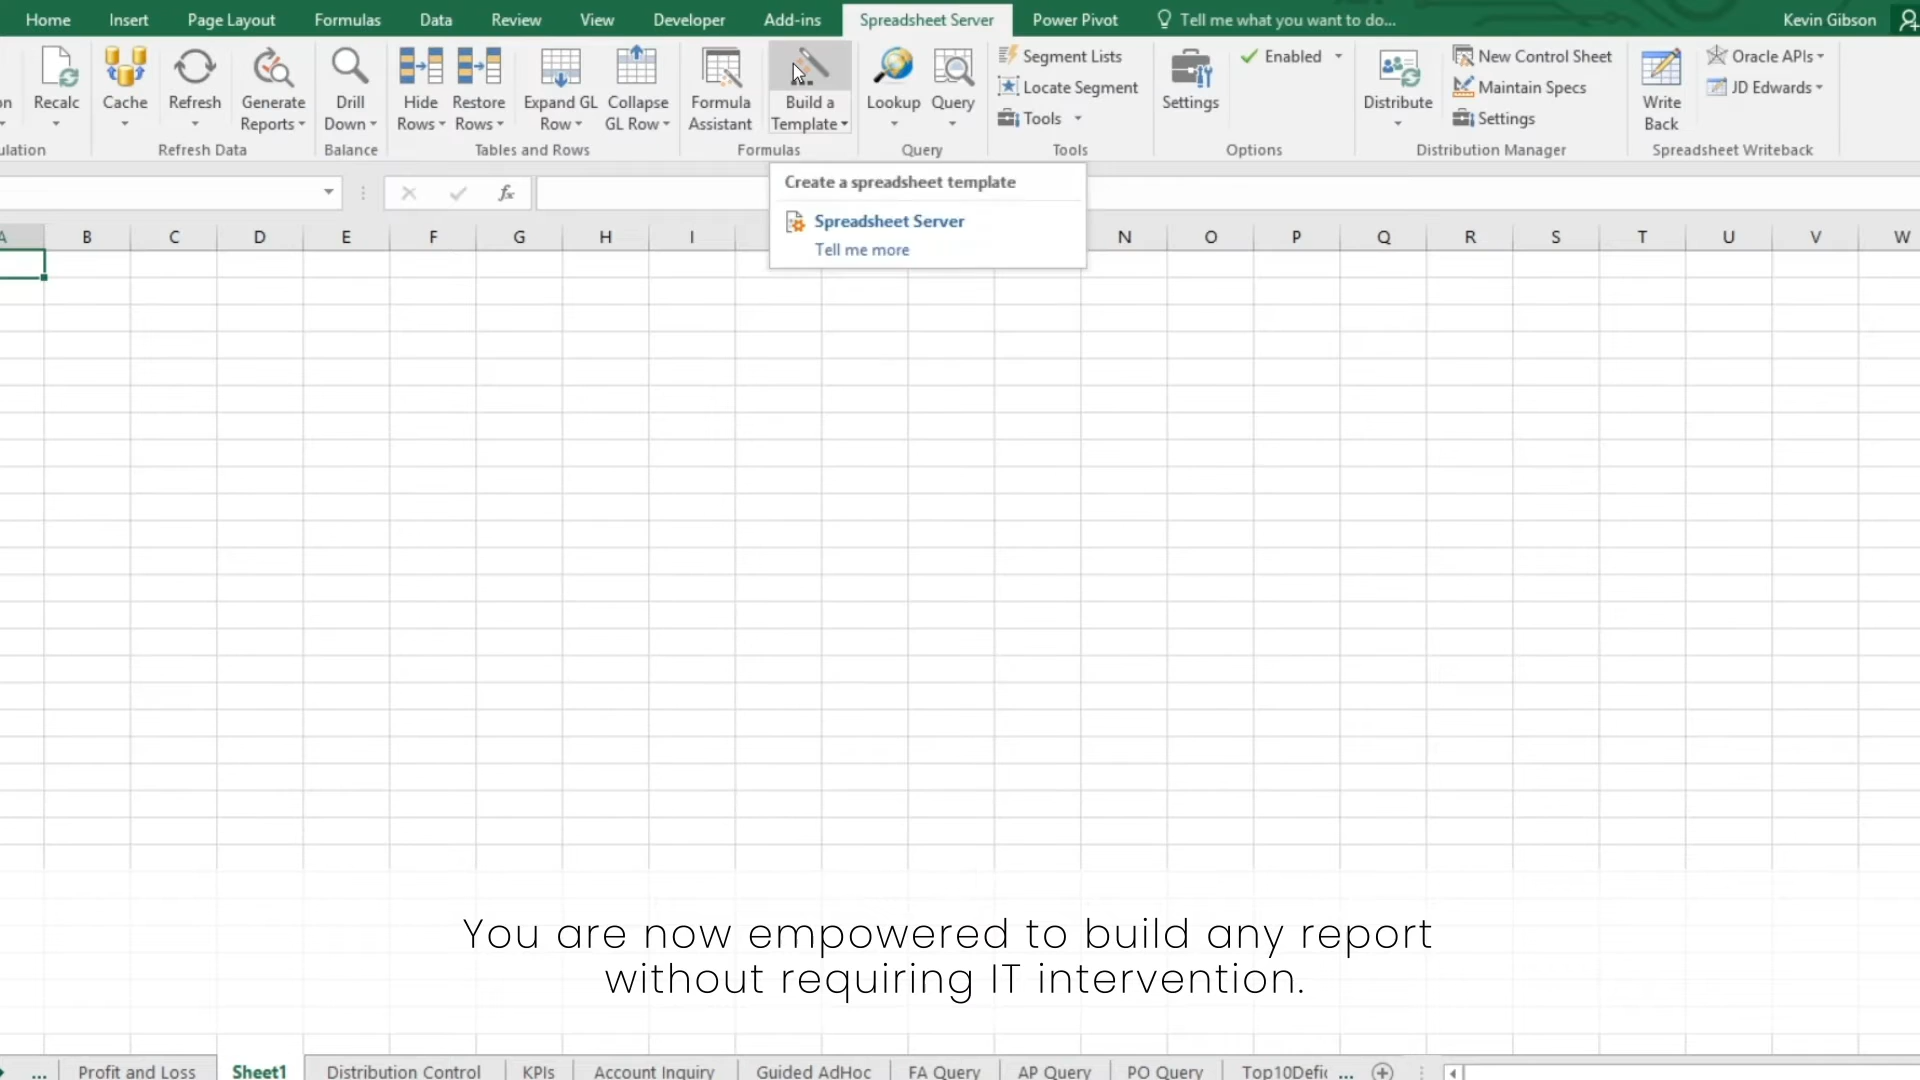 Home Insert Page Layout Formulas Data Review View Developer Add-ins Spreadsheet Server Power Pivot Tell me what you want to do... Kevin Gibson
Recalc Cache Refresh Generate Reports Drill Down Hide Rows Restore Rows Expand GL Row Collapse GL Row Formula Assistant Build a Template Lookup Query
Segment Lists
Locate Segment
Tools
Settings
Enabled
Distribute
New Control Sheet
Maintain Specs
Settings
Write Back
Oracle APIs
JD Edwards
Refresh Data Balance Tables and Rows Formulas Query Tools Options Distribution Manager Spreadsheet Writeback
fx
Create a spreadsheet template
Spreadsheet Server
Tell me more
A B C D E F G H I N O P Q R S T U V W
You are now empowered to build any report
without requiring IT intervention.
... Profit and Loss Sheet1 Distribution Control KPIs Account Inquiry Guided AdHoc FA Query AP Query PO Query Top10Defic ...